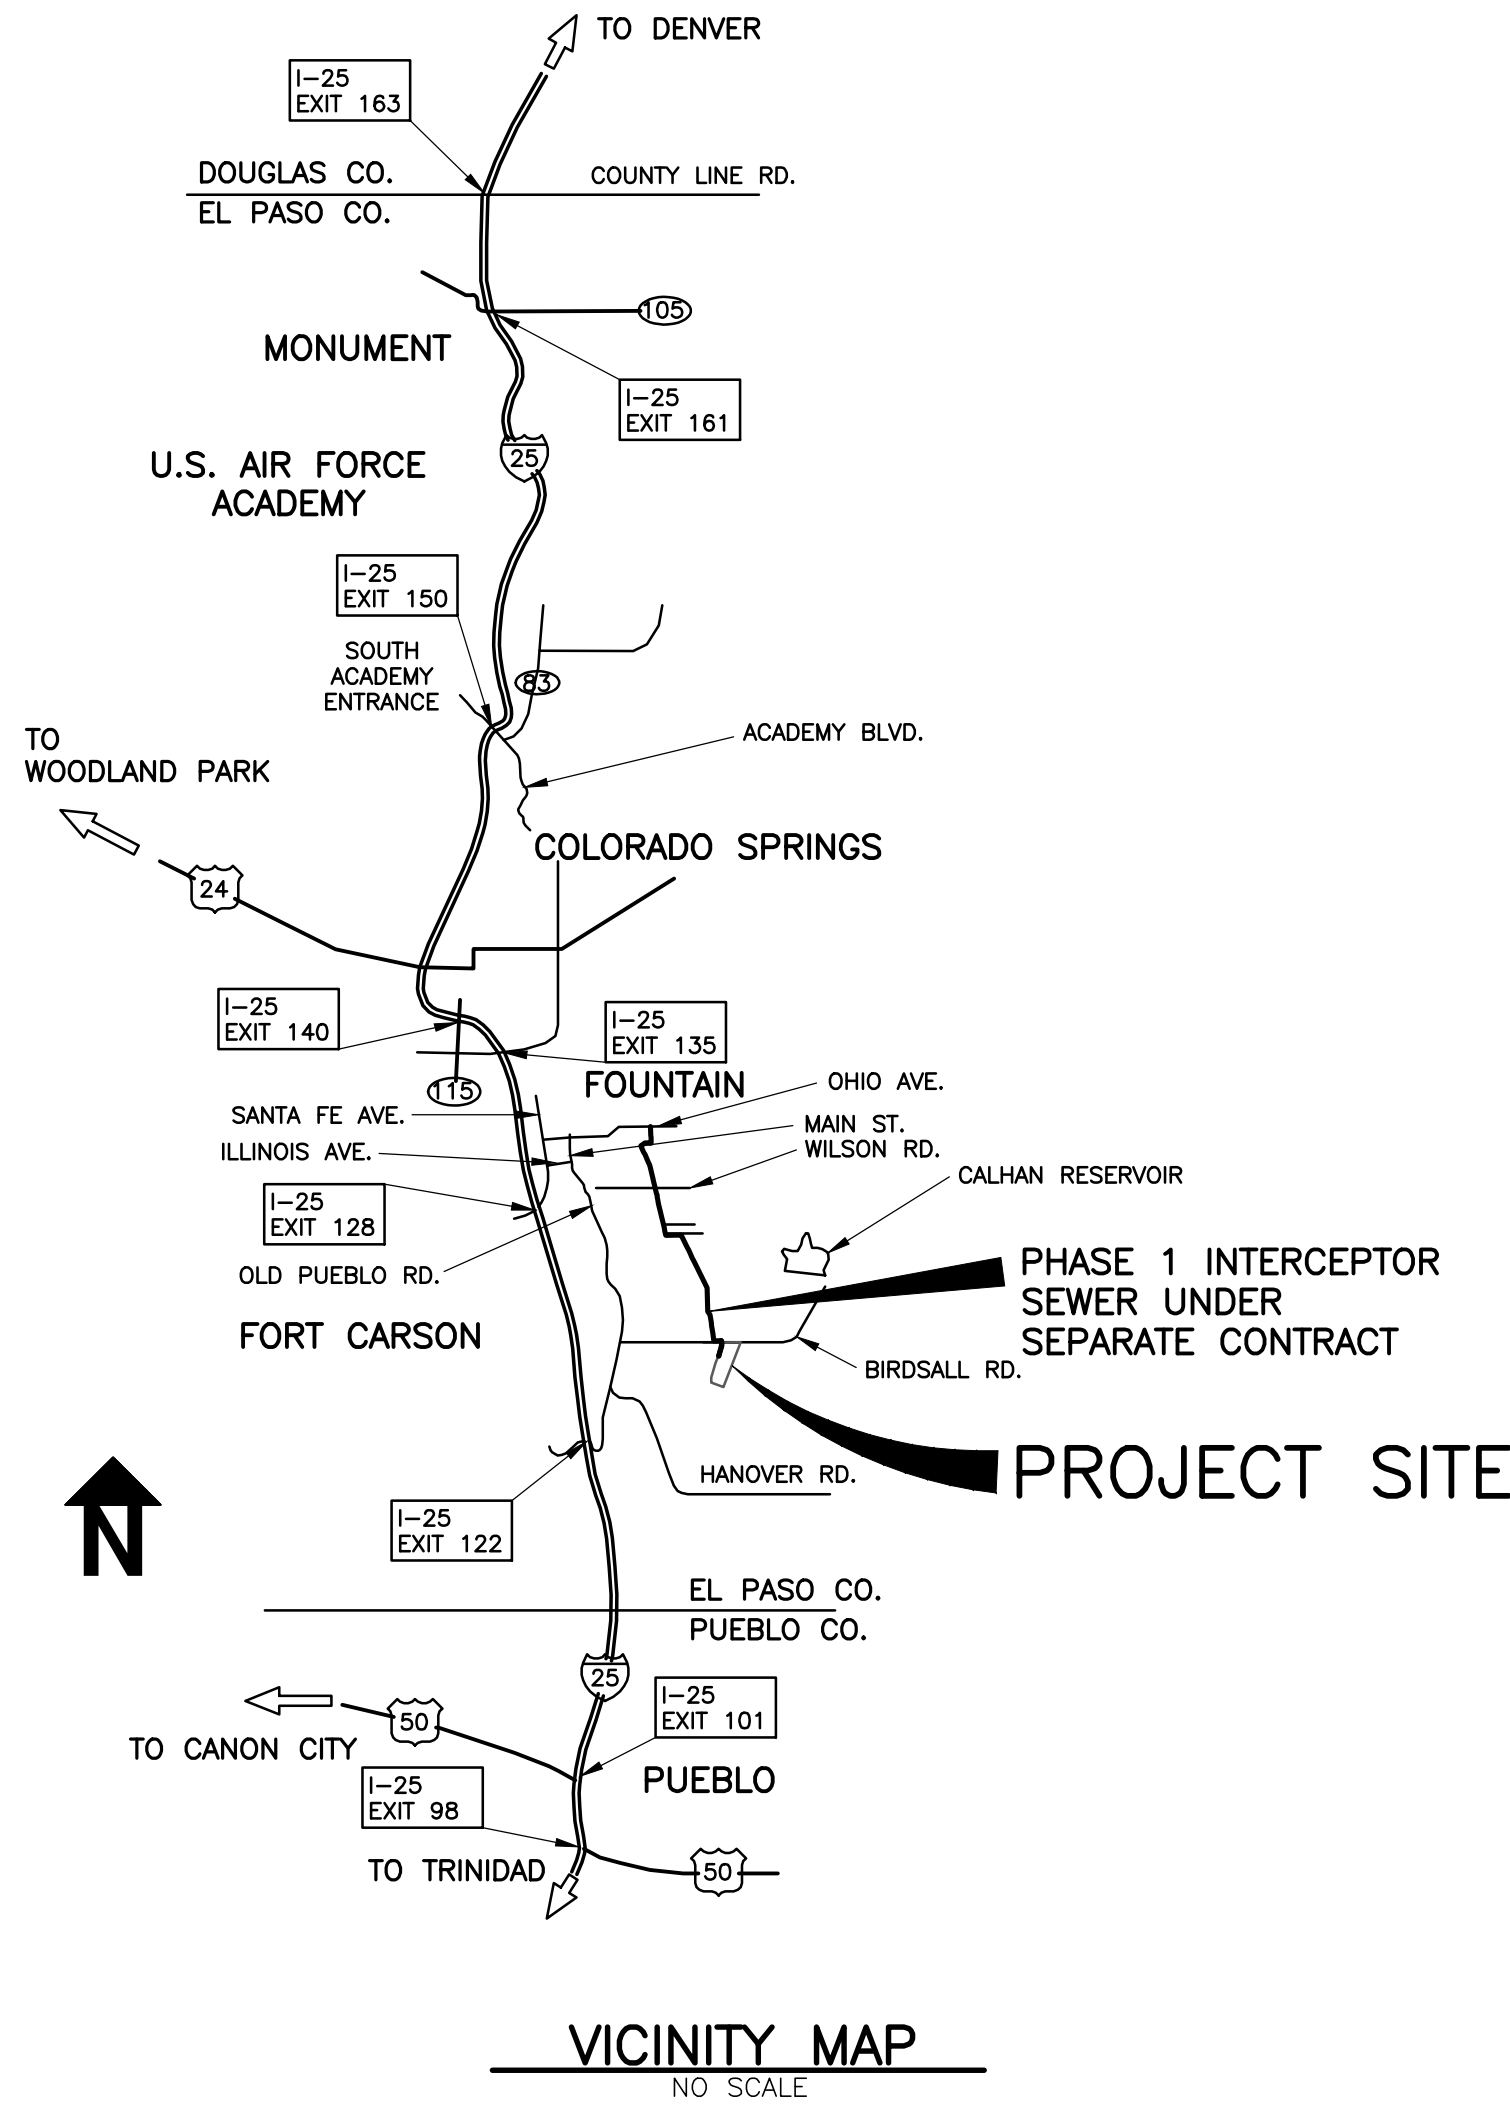 TO DENVER
I-25
EXIT 163
DOUGLAS CO.
COUNTY LINE RD.
EL PASO CO.
105
MONUMENT
I-25
EXIT 161
25
U.S. AIR FORCE
ACADEMY
I-25
EXIT 150
SOUTH
ACADEMY
ENTRANCE
83
ACADEMY BLVD.
TO
WOODLAND PARK
COLORADO SPRINGS
24
I-25
EXIT 140
I-25
EXIT 135
115
FOUNTAIN
OHIO AVE.
SANTA FE AVE.
MAIN ST.
ILLINOIS AVE.
WILSON RD.
CALHAN RESERVOIR
I-25
EXIT 128
OLD PUEBLO RD.
PHASE 1 INTERCEPTOR
SEWER UNDER
SEPARATE CONTRACT
FORT CARSON
BIRDSALL RD.
PROJECT SITE
HANOVER RD.
N
I-25
EXIT 122
EL PASO CO.
PUEBLO CO.
25
I-25
EXIT 101
50
TO CANON CITY
PUEBLO
I-25
EXIT 98
TO TRINIDAD
50
VICINITY MAP
NO SCALE